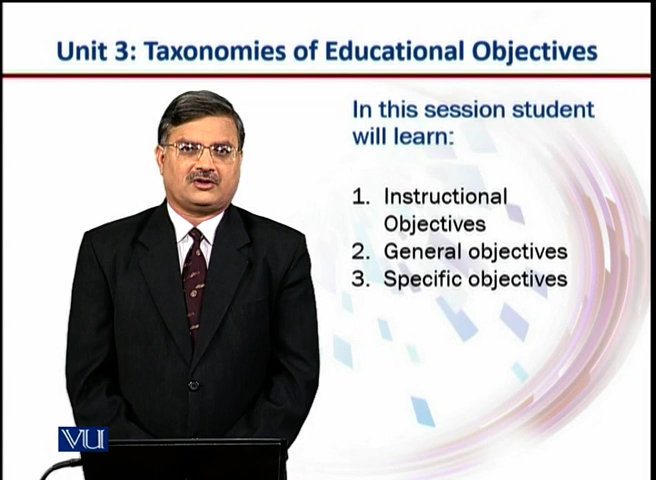 Unit 3: Taxonomies of Educational Objectives
In this session student
will learn:
1. Instructional
Objectives
2. General objectives
3. Specific objectives
VU